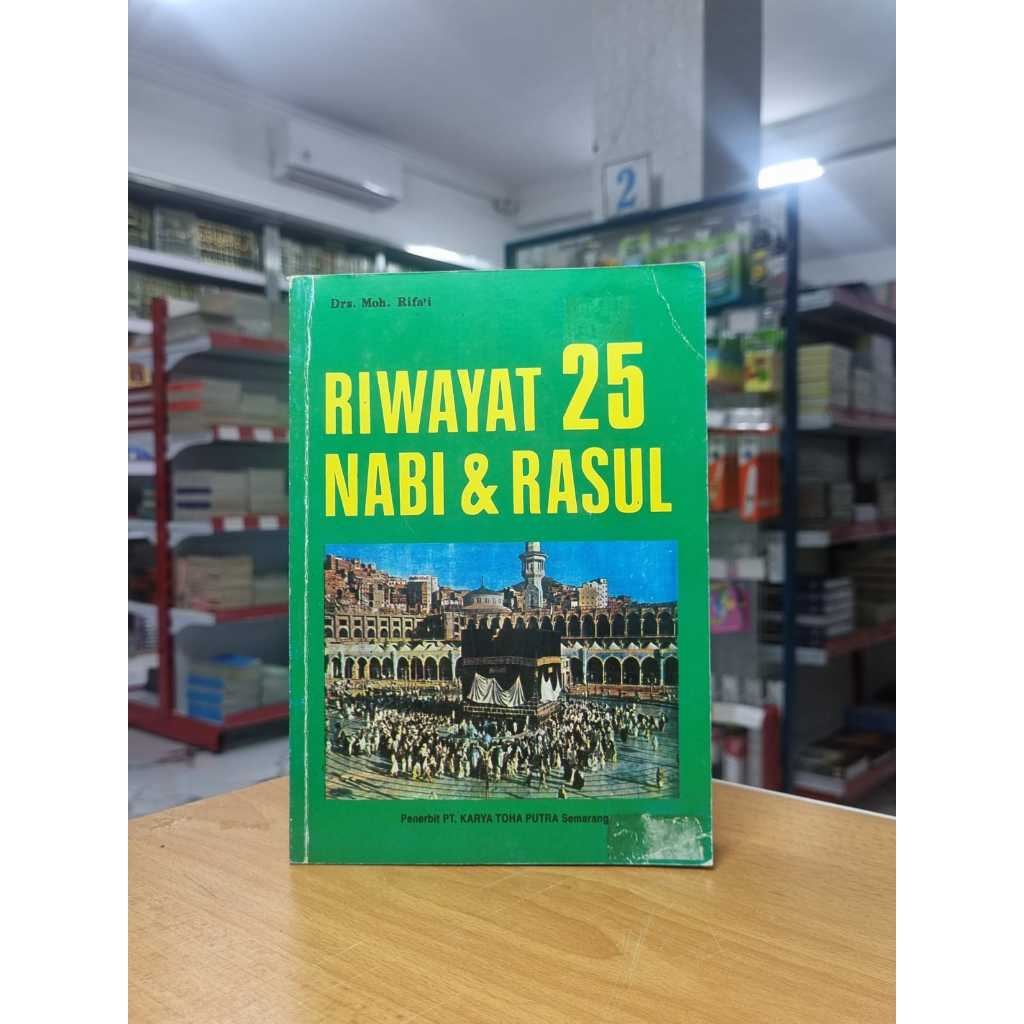 2
Drs. Moh. Rifa'i
RIWAYAT 25
NABI & RASUL
Penerbit PT. KARYA TOHA PUTRA Semarang